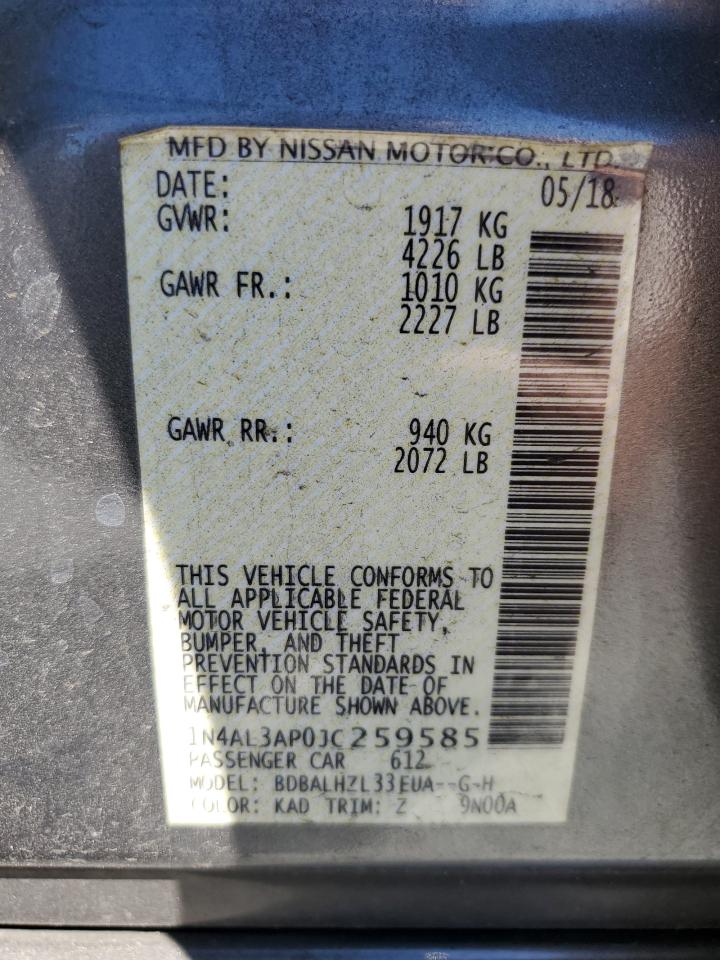 MFD BY NISSAN MOTOR CO., LTD.
DATE: 05/18
GVWR: 1917 KG
4226 LB
GAWR FR.: 1010 KG
2227 LB
GAWR RR.: 940 KG
2072 LB
THIS VEHICLE CONFORMS TO
ALL APPLICABLE FEDERAL
MOTOR VEHICLE SAFETY,
BUMPER, AND THEFT
PREVENTION STANDARDS IN
EFFECT ON THE DATE OF
MANUFACTURE SHOWN ABOVE.
1N4AL3AP0JC259585
PASSENGER CAR 612
MODEL: BDBALHZL33EUA--G-H
COLOR: KAD TRIM: Z 9N00A